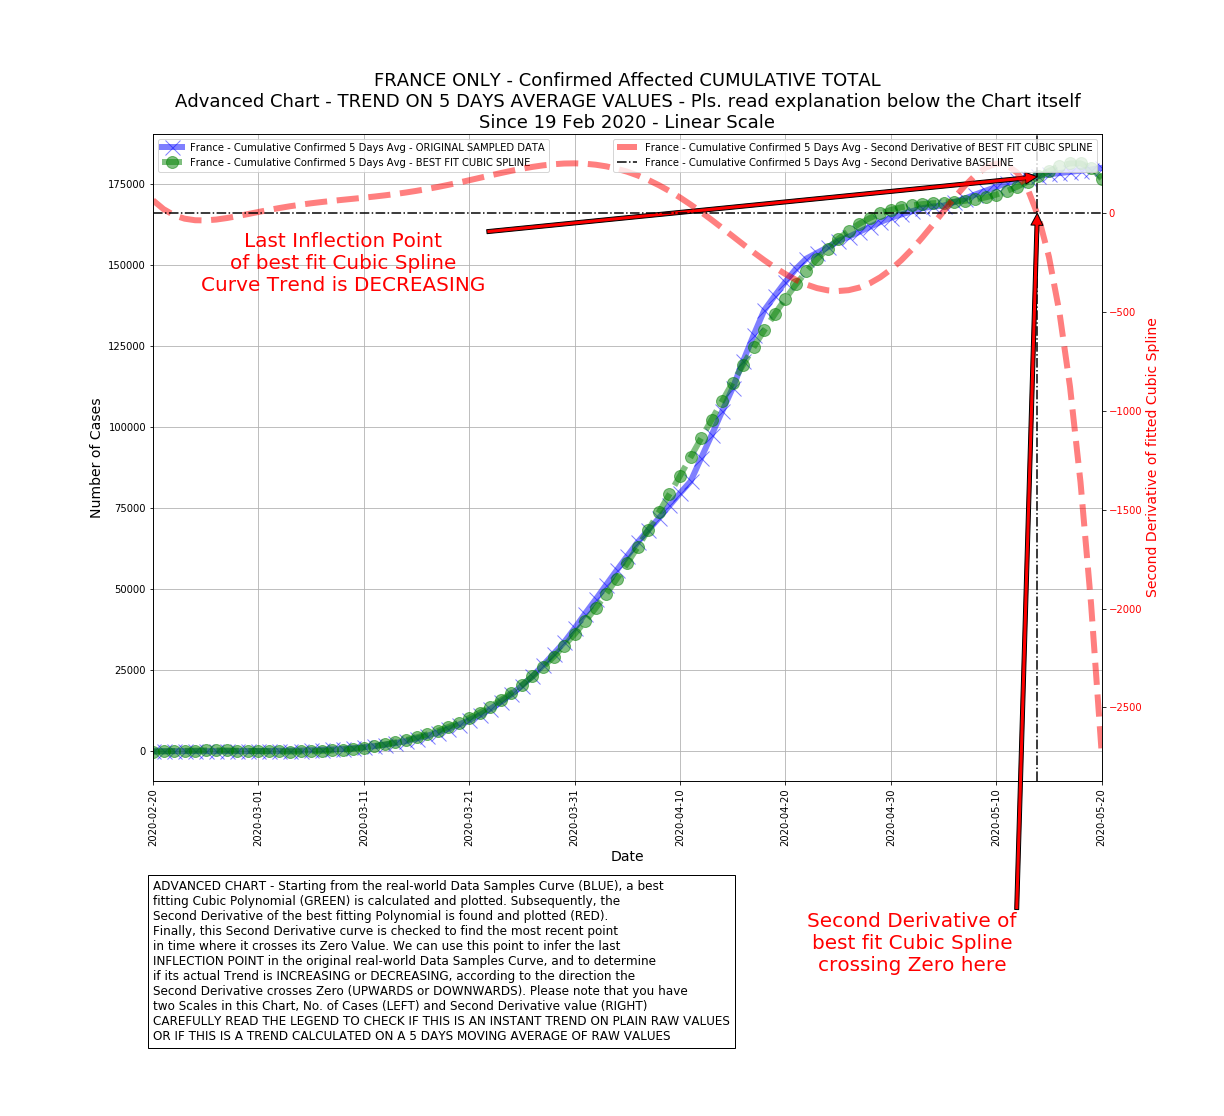 FRANCE ONLY - Confirmed Affected CUMULATIVE TOTAL
Advanced Chart - TREND ON 5 DAYS AVERAGE VALUES - Pls. read explanation below the Chart itself
Since 19 Feb 2020 - Linear Scale
France - Cumulative Confirmed 5 Days Avg - ORIGINAL SAMPLED DATA
France - Cumulative Confirmed 5 Days Avg - BEST FIT CUBIC SPLINE
France - Cumulative Confirmed 5 Days Avg - Second Derivative of BEST FIT CUBIC SPLINE
France - Cumulative Confirmed 5 Days Avg - Second Derivative BASELINE
Last Inflection Point
of best fit Cubic Spline
Curve Trend is DECREASING
Number of Cases
175000
150000
125000
100000
75000
50000
25000
0
0
−500
−1000
−1500
−2000
−2500
Second Derivative of fitted Cubic Spline
2020-02-20
2020-03-01
2020-03-11
2020-03-21
2020-03-31
2020-04-10
2020-04-20
2020-04-30
2020-05-10
2020-05-20
Date
ADVANCED CHART - Starting from the real-world Data Samples Curve (BLUE), a best
fitting Cubic Polynomial (GREEN) is calculated and plotted. Subsequently, the
Second Derivative of the best fitting Polynomial is found and plotted (RED).
Finally, this Second Derivative curve is checked to find the most recent point
in time where it crosses its Zero Value. We can use this point to infer the last
INFLECTION POINT in the original real-world Data Samples Curve, and to determine
if its actual Trend is INCREASING or DECREASING, according to the direction the
Second Derivative crosses Zero (UPWARDS or DOWNWARDS). Please note that you have
two Scales in this Chart, No. of Cases (LEFT) and Second Derivative value (RIGHT)
CAREFULLY READ THE LEGEND TO CHECK IF THIS IS AN INSTANT TREND ON PLAIN RAW VALUES
OR IF THIS IS A TREND CALCULATED ON A 5 DAYS MOVING AVERAGE OF RAW VALUES
Second Derivative of
best fit Cubic Spline
crossing Zero here